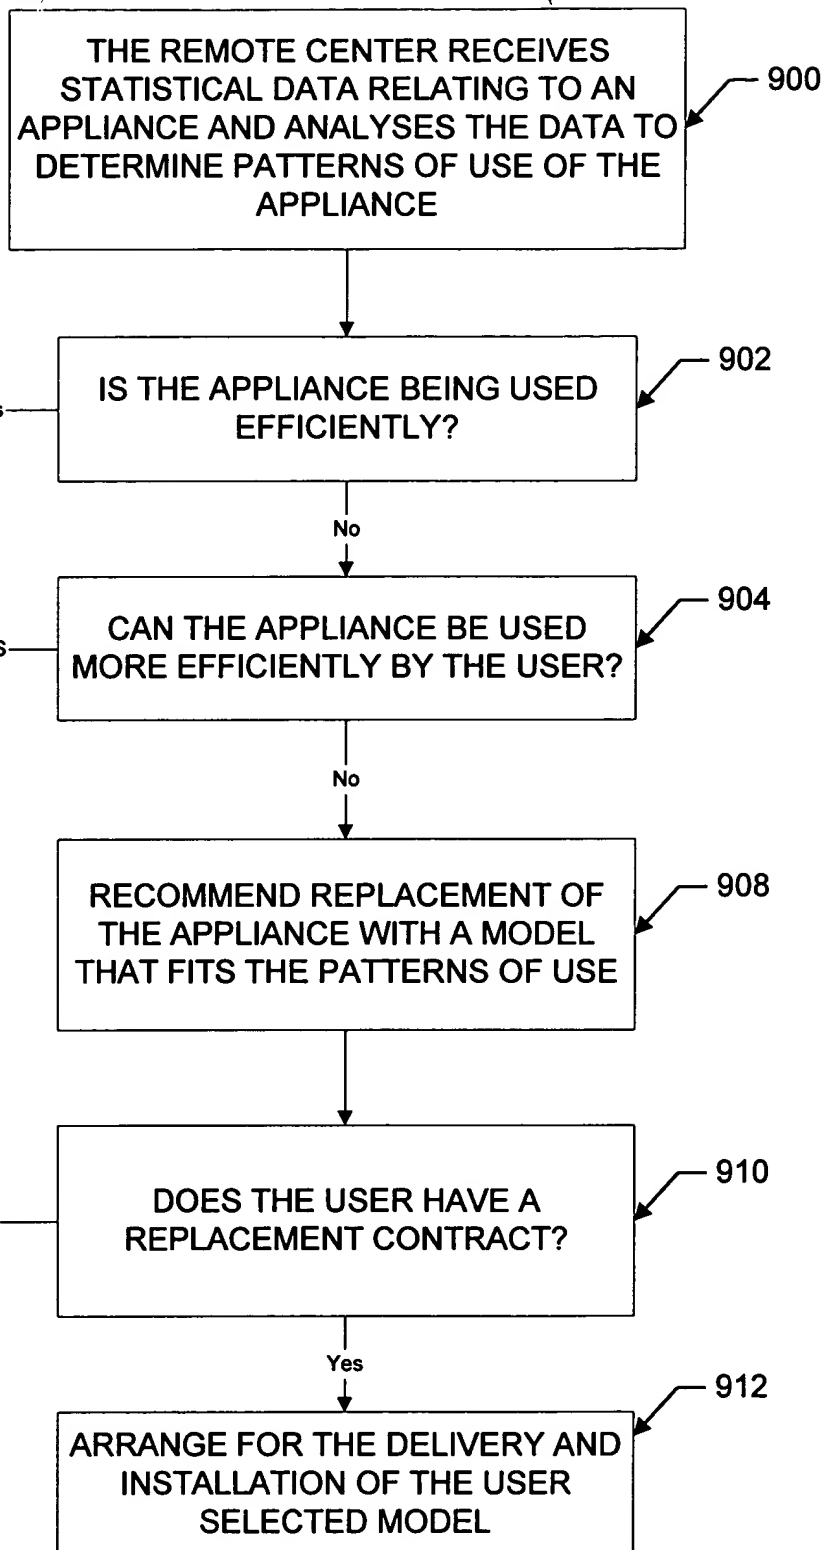 THE REMOTE CENTER RECEIVES
STATISTICAL DATA RELATING TO AN
APPLIANCE AND ANALYSES THE DATA TO
DETERMINE PATTERNS OF USE OF THE
APPLIANCE
900
IS THE APPLIANCE BEING USED
EFFICIENTLY?
902
No
CAN THE APPLIANCE BE USED
MORE EFFICIENTLY BY THE USER?
904
No
RECOMMEND REPLACEMENT OF
THE APPLIANCE WITH A MODEL
THAT FITS THE PATTERNS OF USE
908
DOES THE USER HAVE A
REPLACEMENT CONTRACT?
910
Yes
ARRANGE FOR THE DELIVERY AND
INSTALLATION OF THE USER
SELECTED MODEL
912